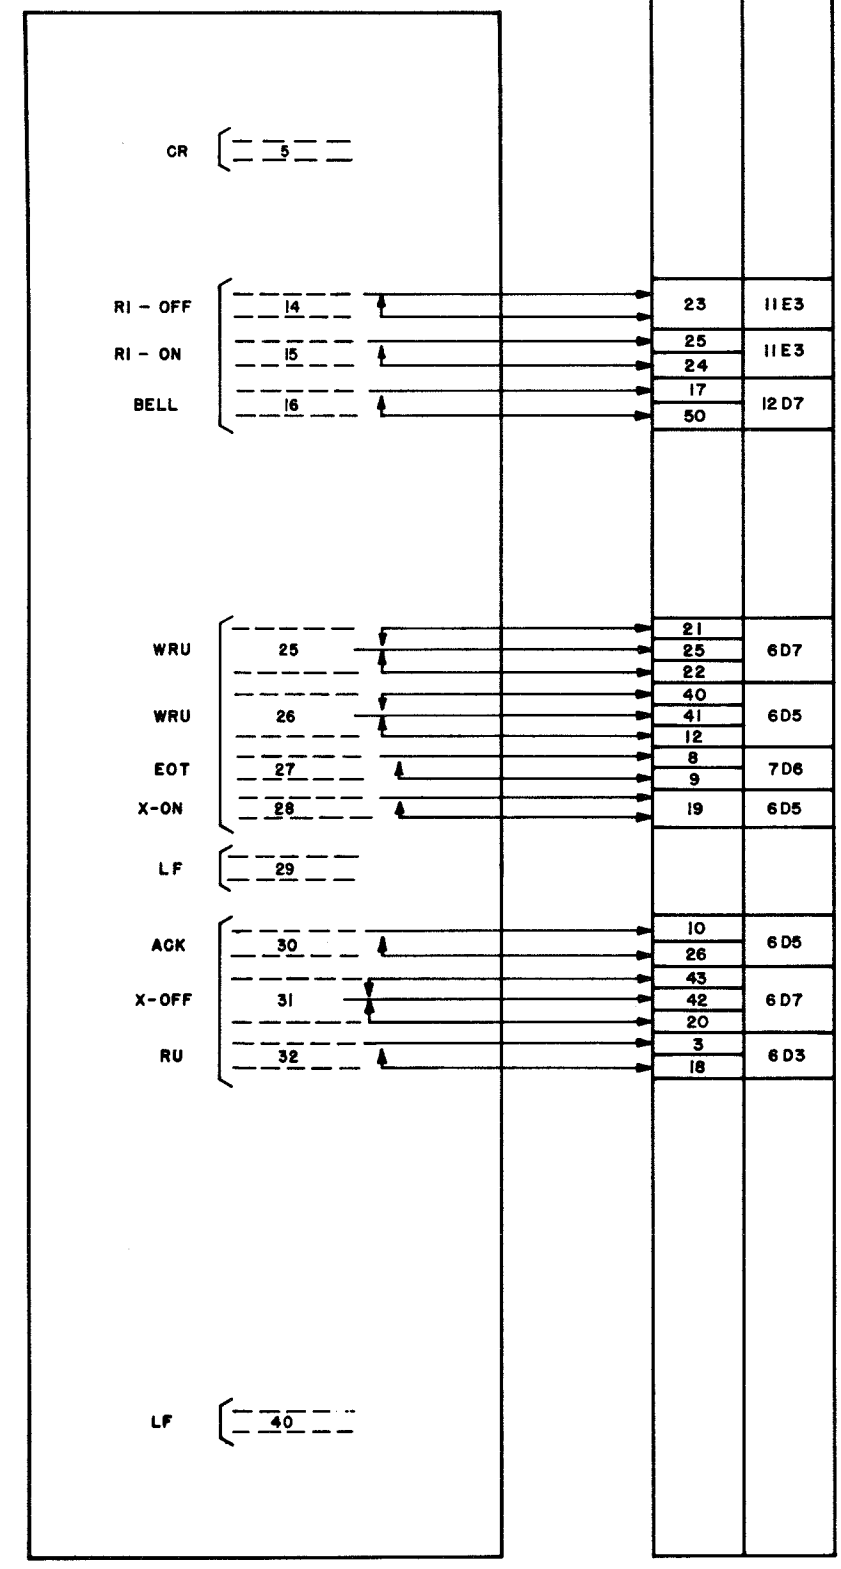 CR 5
RI - OFF 14 23 11E3
RI - ON 15 25 11E3
24
BELL 16 17 12D7
50
21
WRU 25 25 6D7
22
40
WRU 26 41 6D5
12
EOT 27 8 7D6
9
X-ON 28 19 6D5
LF 29
ACK 30 10 6D5
26
43
X-OFF 31 42 6D7
20
RU 32 3 6D3
18
LF 40